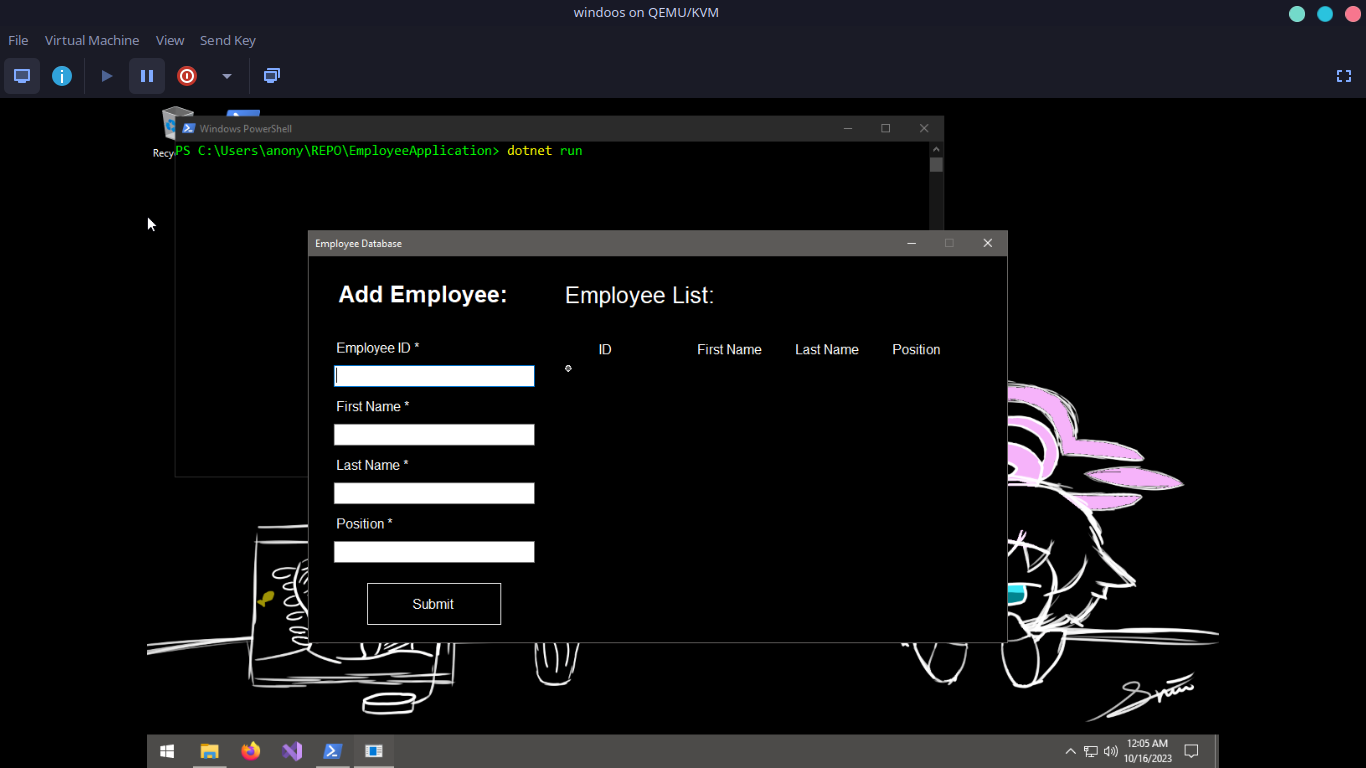 windoos on QEMU/KVM
File Virtual Machine View Send Key
Windows PowerShell
Recy
PS C:\Users\anony\REPO\EmployeeApplication> dotnet run
Employee Database
Add Employee:
Employee List:
Employee ID *
ID First Name Last Name Position
First Name *
Last Name *
Position *
Submit
12:05 AM
10/16/2023